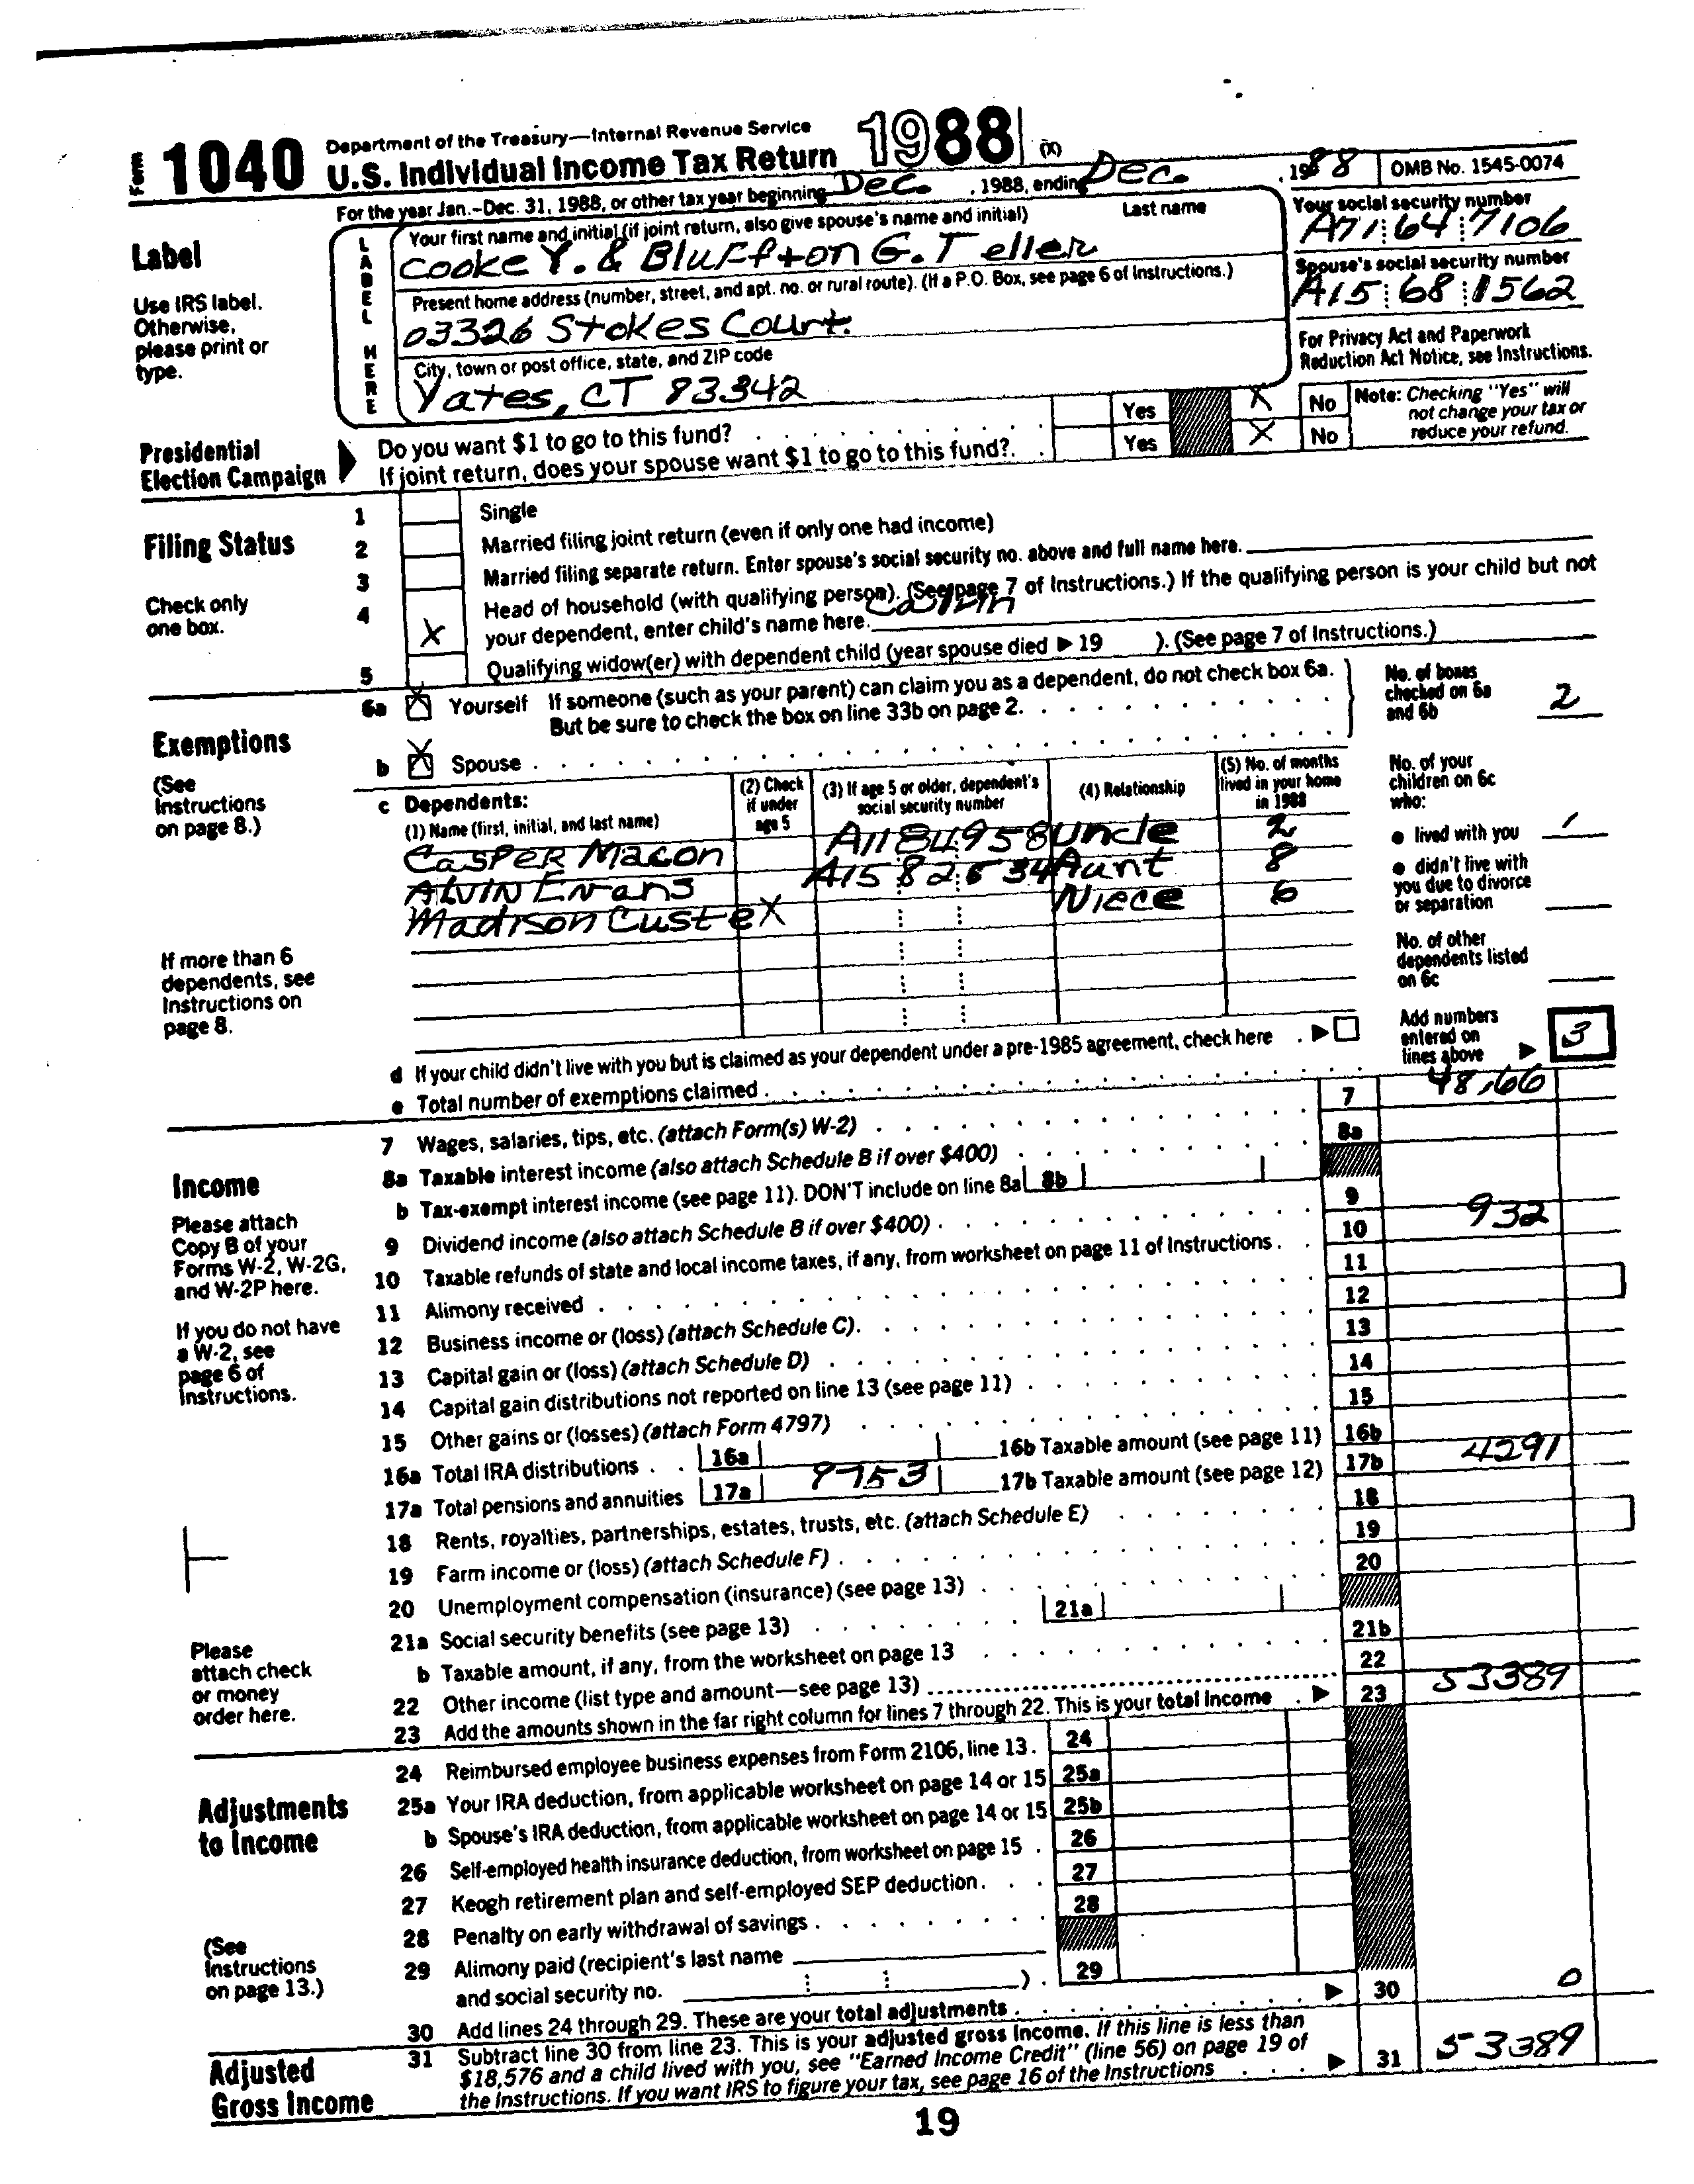 Form 1040 Department of the Treasury—Internal Revenue Service
U.S. Individual Income Tax Return 1988 (X)
For the year Jan.-Dec. 31, 1988, or other tax year beginning Dec. , 1988, ending Dec. , 1988 OMB No. 1545-0074
Label
Use IRS label.
Otherwise,
please print or
type.
LABEL HERE
Your first name and initial (if joint return, also give spouse's name and initial) Last name
Cooke Y. & Bluffton G. Teller
Your social security number
A71 64 7106
Present home address (number, street, and apt. no. or rural route). (If a P.O. Box, see page 6 of Instructions.)
03326 Stokes Court.
Spouse's social security number
A15 68 1562
City, town or post office, state, and ZIP code
Yates, CT 83342
For Privacy Act and Paperwork
Reduction Act Notice, see Instructions.
Presidential
Election Campaign
Do you want $1 to go to this fund? Yes X No
If joint return, does your spouse want $1 to go to this fund? Yes X No
Note: Checking "Yes" will
not change your tax or
reduce your refund.
Filing Status
Check only
one box.
1 Single
2 Married filing joint return (even if only one had income)
3 Married filing separate return. Enter spouse's social security no. above and full name here.
4 X Head of household (with qualifying person). (See page 7 of Instructions.) If the qualifying person is your child but not
your dependent, enter child's name here.
5 Qualifying widow(er) with dependent child (year spouse died ▶ 19 ). (See page 7 of Instructions.)
Exemptions
(See
Instructions
on page 8.)
6a X Yourself If someone (such as your parent) can claim you as a dependent, do not check box 6a.
But be sure to check the box on line 33b on page 2.
b X Spouse
No. of boxes
checked on 6a
and 6b 2
c Dependents:
(1) Name (first, initial, and last name)
(2) Check
if under
age 5
(3) If age 5 or older, dependent's
social security number
(4) Relationship
(5) No. of months
lived in your home
in 1988
Casper Macon A11 84 958 Uncle 2
Alvin Evans A15 82 634 Aunt 8
Madison Custe X Niece 6
No. of your
children on 6c
who:
● lived with you 1
● didn't live with
you due to divorce
or separation
No. of other
dependents listed
on 6c
If more than 6
dependents, see
Instructions on
page 8.
Add numbers
entered on
lines above ▶ 3
d If your child didn't live with you but is claimed as your dependent under a pre-1985 agreement, check here ▶
e Total number of exemptions claimed
Income
Please attach
Copy B of your
Forms W-2, W-2G,
and W-2P here.
If you do not have
a W-2, see
page 6 of
Instructions.
Please
attach check
or money
order here.
7 Wages, salaries, tips, etc. (attach Form(s) W-2) 7 48,166
8a Taxable interest income (also attach Schedule B if over $400) 8a
b Tax-exempt interest income (see page 11). DON'T include on line 8a 8b
9 Dividend income (also attach Schedule B if over $400) 9
10 Taxable refunds of state and local income taxes, if any, from worksheet on page 11 of Instructions 10 932
11 Alimony received 11
12 Business income or (loss) (attach Schedule C) 12
13 Capital gain or (loss) (attach Schedule D) 13
14 Capital gain distributions not reported on line 13 (see page 11) 14
15 Other gains or (losses) (attach Form 4797) 15
16a Total IRA distributions 16a 16b Taxable amount (see page 11) 16b
17a Total pensions and annuities 17a 9753 17b Taxable amount (see page 12) 17b 4291
18 Rents, royalties, partnerships, estates, trusts, etc. (attach Schedule E) 18
19 Farm income or (loss) (attach Schedule F) 19
20 Unemployment compensation (insurance) (see page 13) 20
21a Social security benefits (see page 13) 21a
b Taxable amount, if any, from the worksheet on page 13 21b
22 Other income (list type and amount—see page 13) 22
23 Add the amounts shown in the far right column for lines 7 through 22. This is your total income ▶ 23 53389
Adjustments
to Income
(See
Instructions
on page 13.)
24 Reimbursed employee business expenses from Form 2106, line 13 24
25a Your IRA deduction, from applicable worksheet on page 14 or 15 25a
b Spouse's IRA deduction, from applicable worksheet on page 14 or 15 25b
26 Self-employed health insurance deduction, from worksheet on page 15 26
27 Keogh retirement plan and self-employed SEP deduction 27
28 Penalty on early withdrawal of savings 28
29 Alimony paid (recipient's last name
and social security no. ) 29
30 Add lines 24 through 29. These are your total adjustments ▶ 30 0
Adjusted
Gross Income
31 Subtract line 30 from line 23. This is your adjusted gross income. If this line is less than
$18,576 and a child lived with you, see "Earned Income Credit" (line 56) on page 19 of
the Instructions. If you want IRS to figure your tax, see page 16 of the Instructions ▶ 31 53389
19